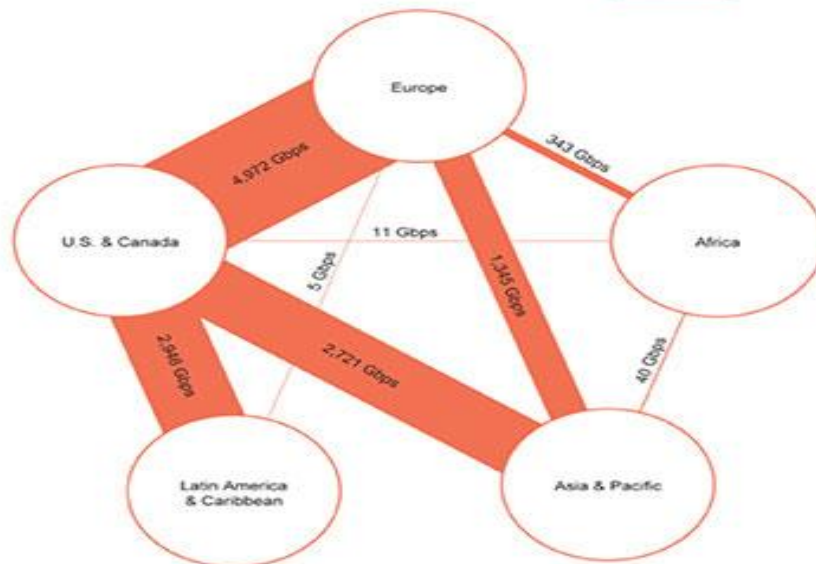 Europe
4,972 Gbps
343 Gbps
U.S. & Canada
11 Gbps
Africa
5 Gbps
1,345 Gbps
2,946 Gbps
2,721 Gbps
40 Gbps
Latin America
& Caribbean
Asia & Pacific